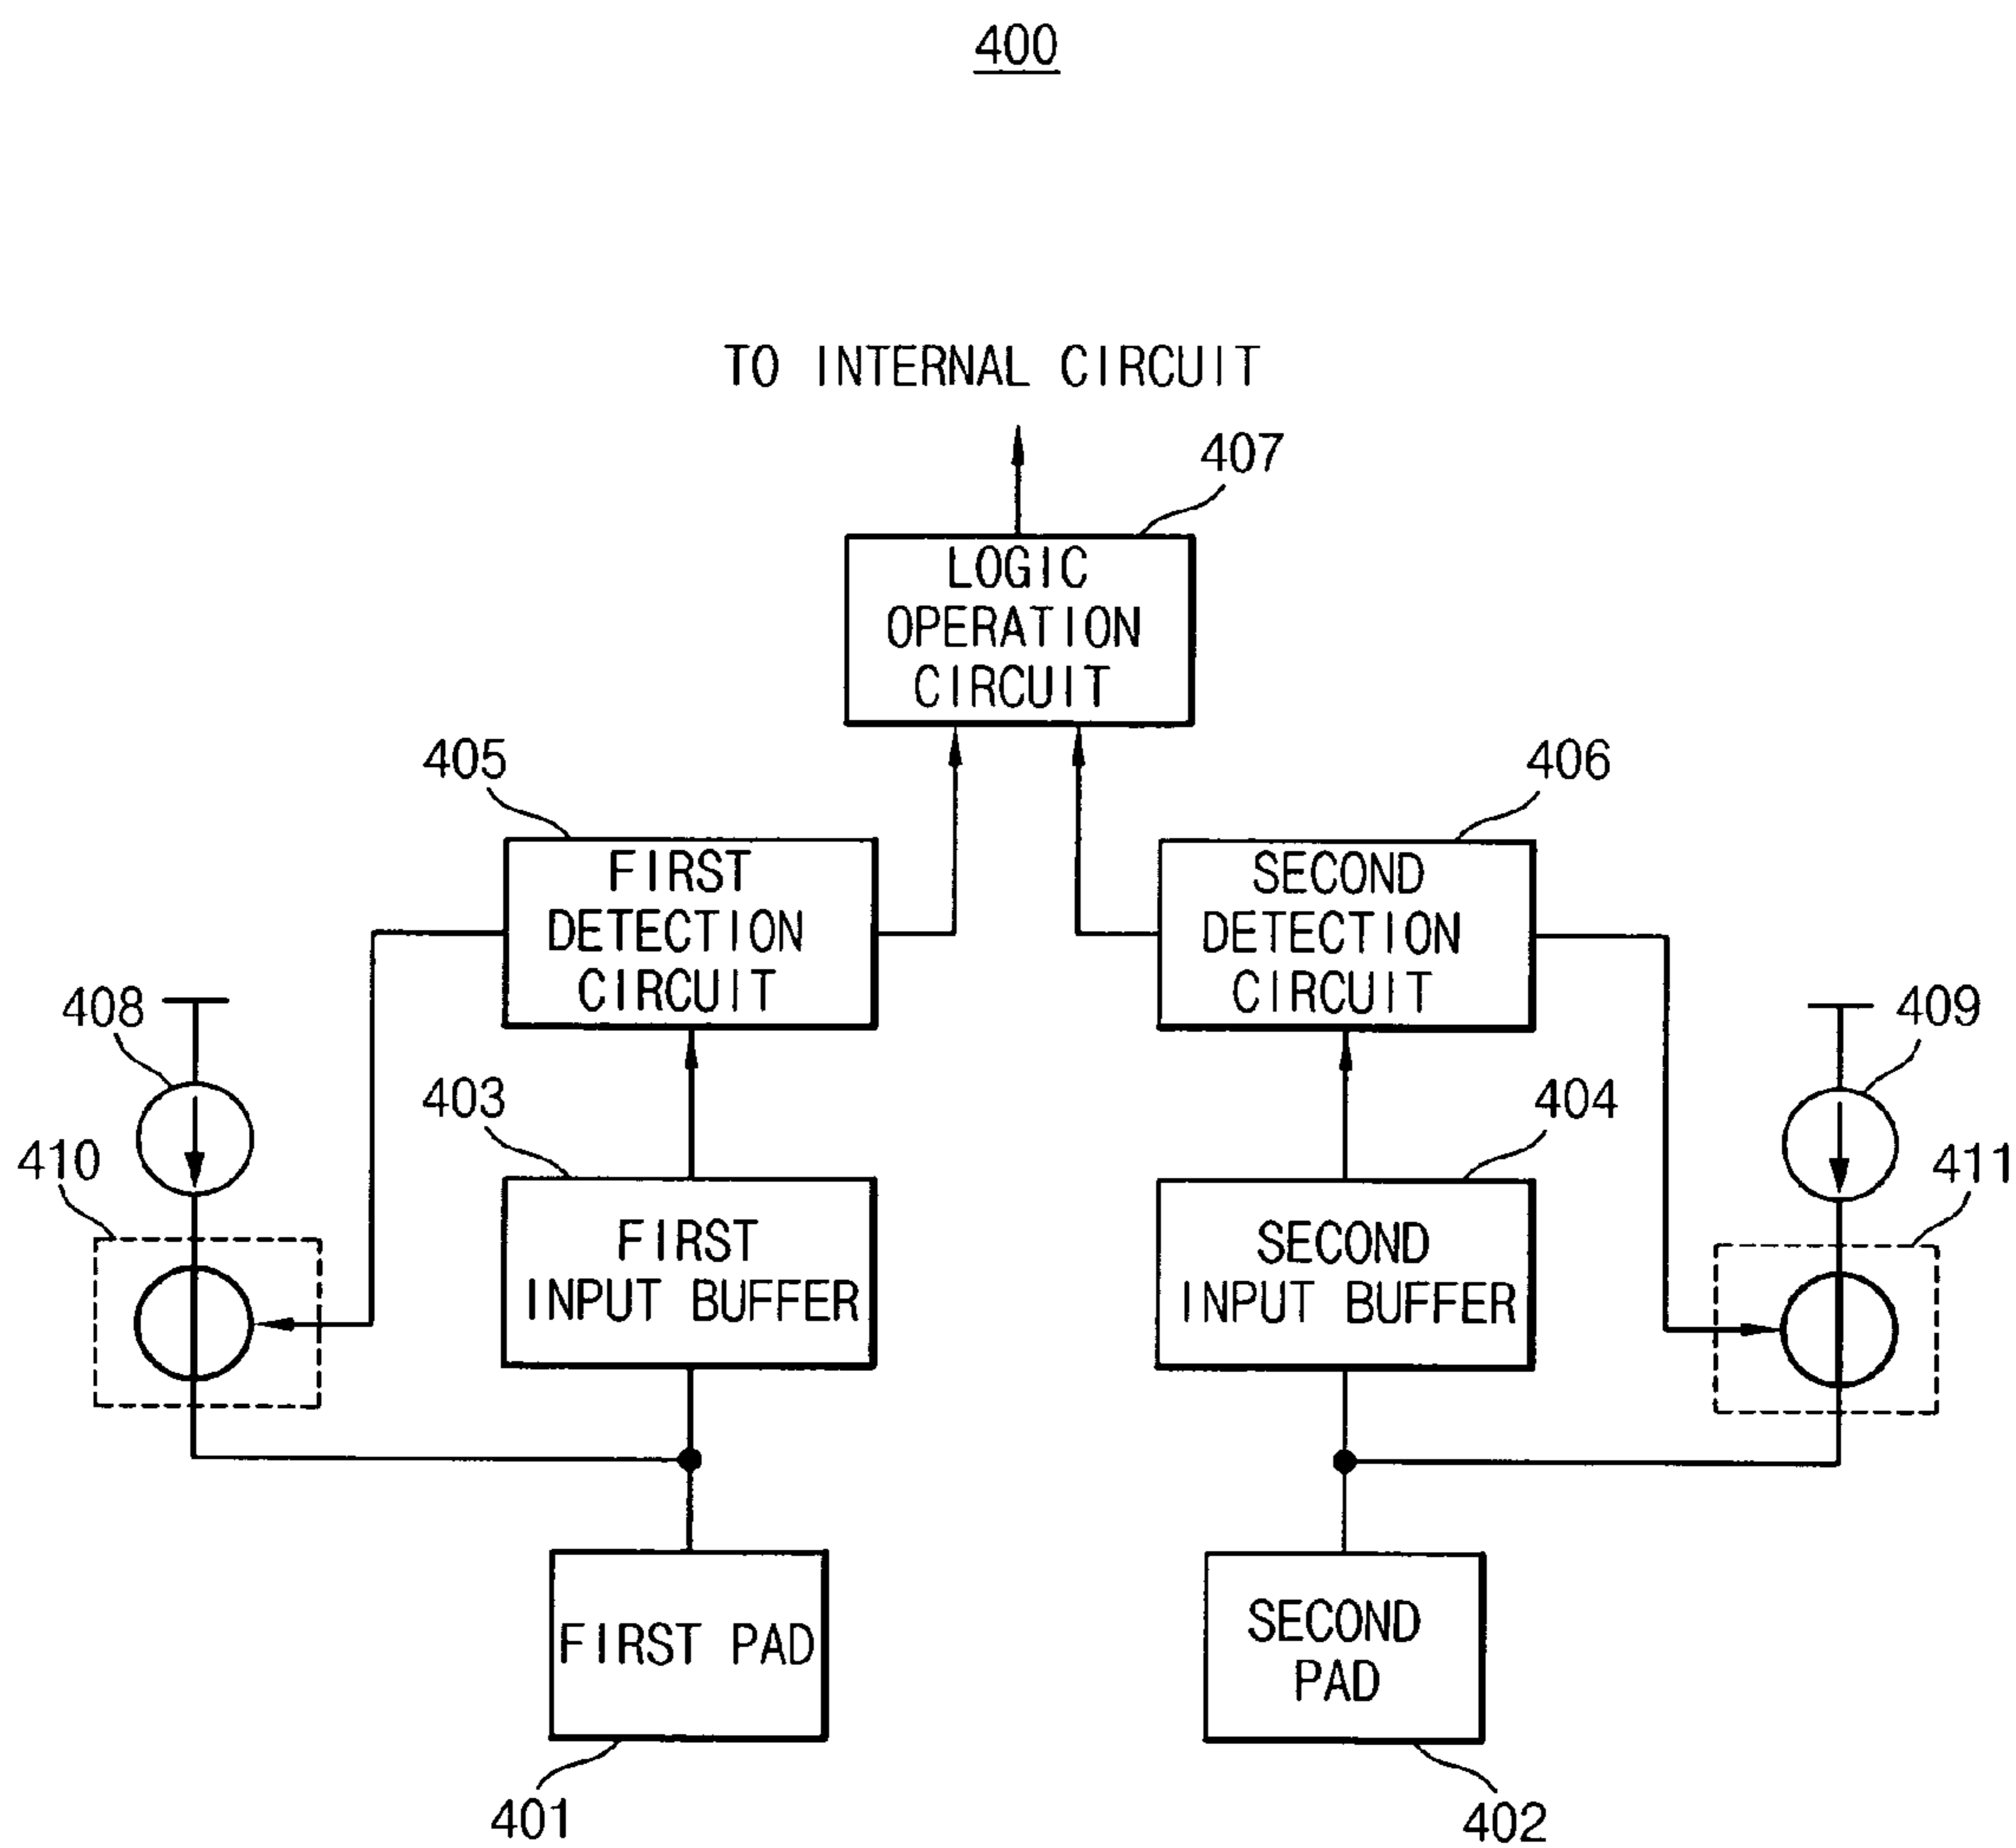 400
TO INTERNAL CIRCUIT
407
LOGIC
OPERATION
CIRCUIT
405
406
FIRST
DETECTION
CIRCUIT
SECOND
DETECTION
CIRCUIT
408
409
403
404
410
411
FIRST
INPUT BUFFER
SECOND
INPUT BUFFER
FIRST PAD
SECOND
PAD
401
402